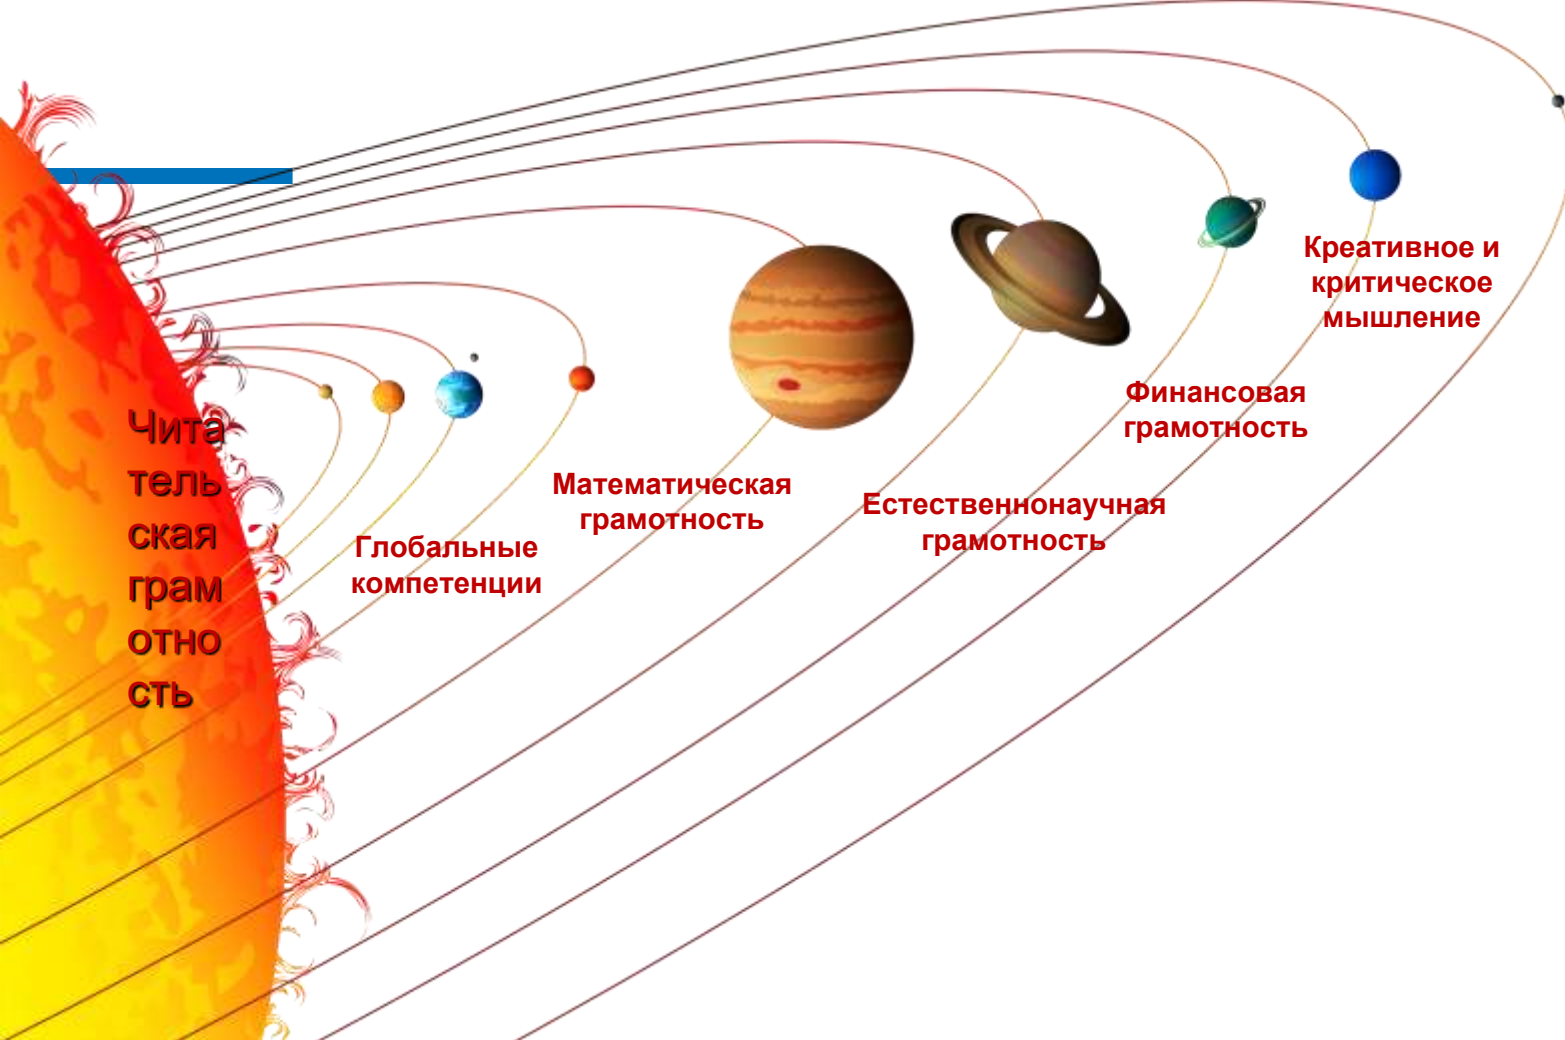 Чита
тель
ская
грам
отно
сть
Глобальные
компетенции
Математическая
грамотность
Естественнонаучная
грамотность
Финансовая
грамотность
Креативное и
критическое
мышление